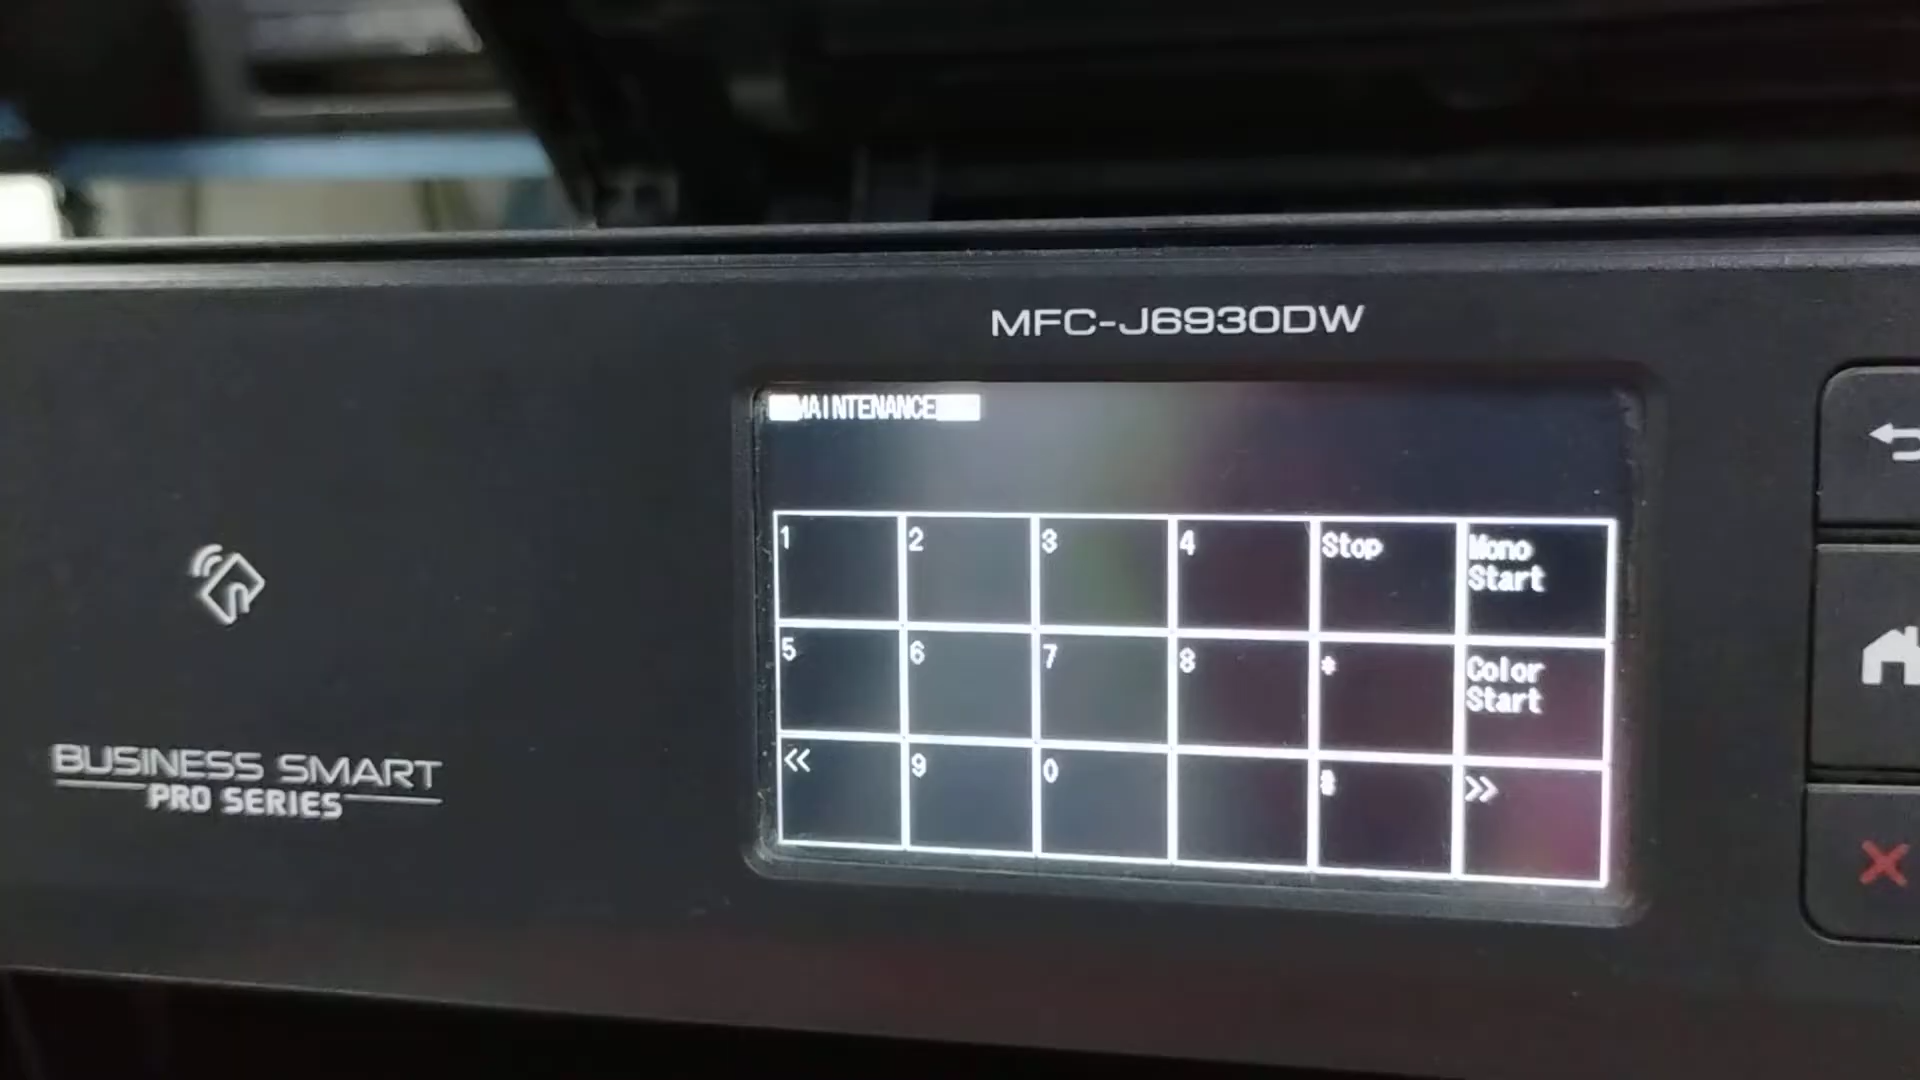 MFC-J6930DW
MAINTENANCE
1 2 3 4 Stop Mono Start
5 6 7 8 * Color Start
<< 9 0 # >>
BUSINESS SMART
PRO SERIES